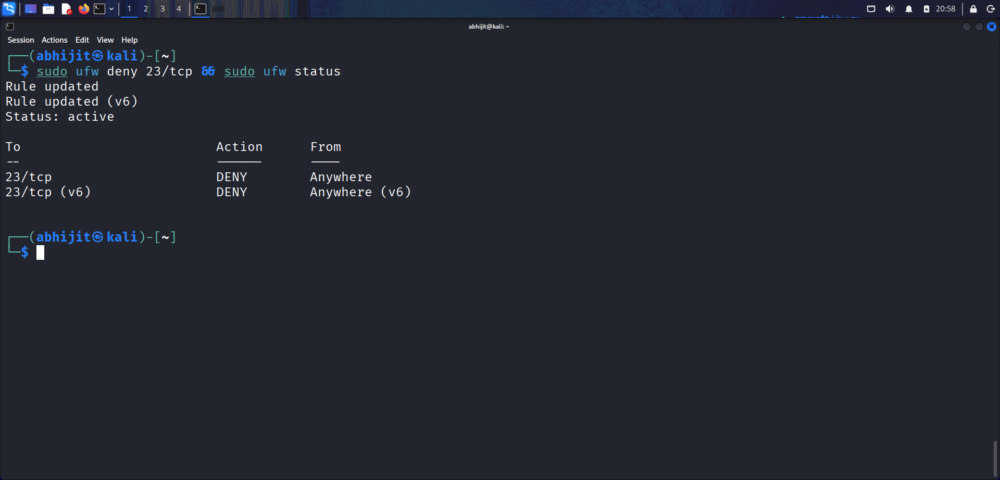 1 2 3 4 20:58
abhijit@kali: ~
Session Actions Edit View Help
┌──(abhijit㉿kali)-[~]
└─$ sudo ufw deny 23/tcp && sudo ufw status
Rule updated
Rule updated (v6)
Status: active
To Action From
-- ------ ----
23/tcp DENY Anywhere
23/tcp (v6) DENY Anywhere (v6)
┌──(abhijit㉿kali)-[~]
└─$